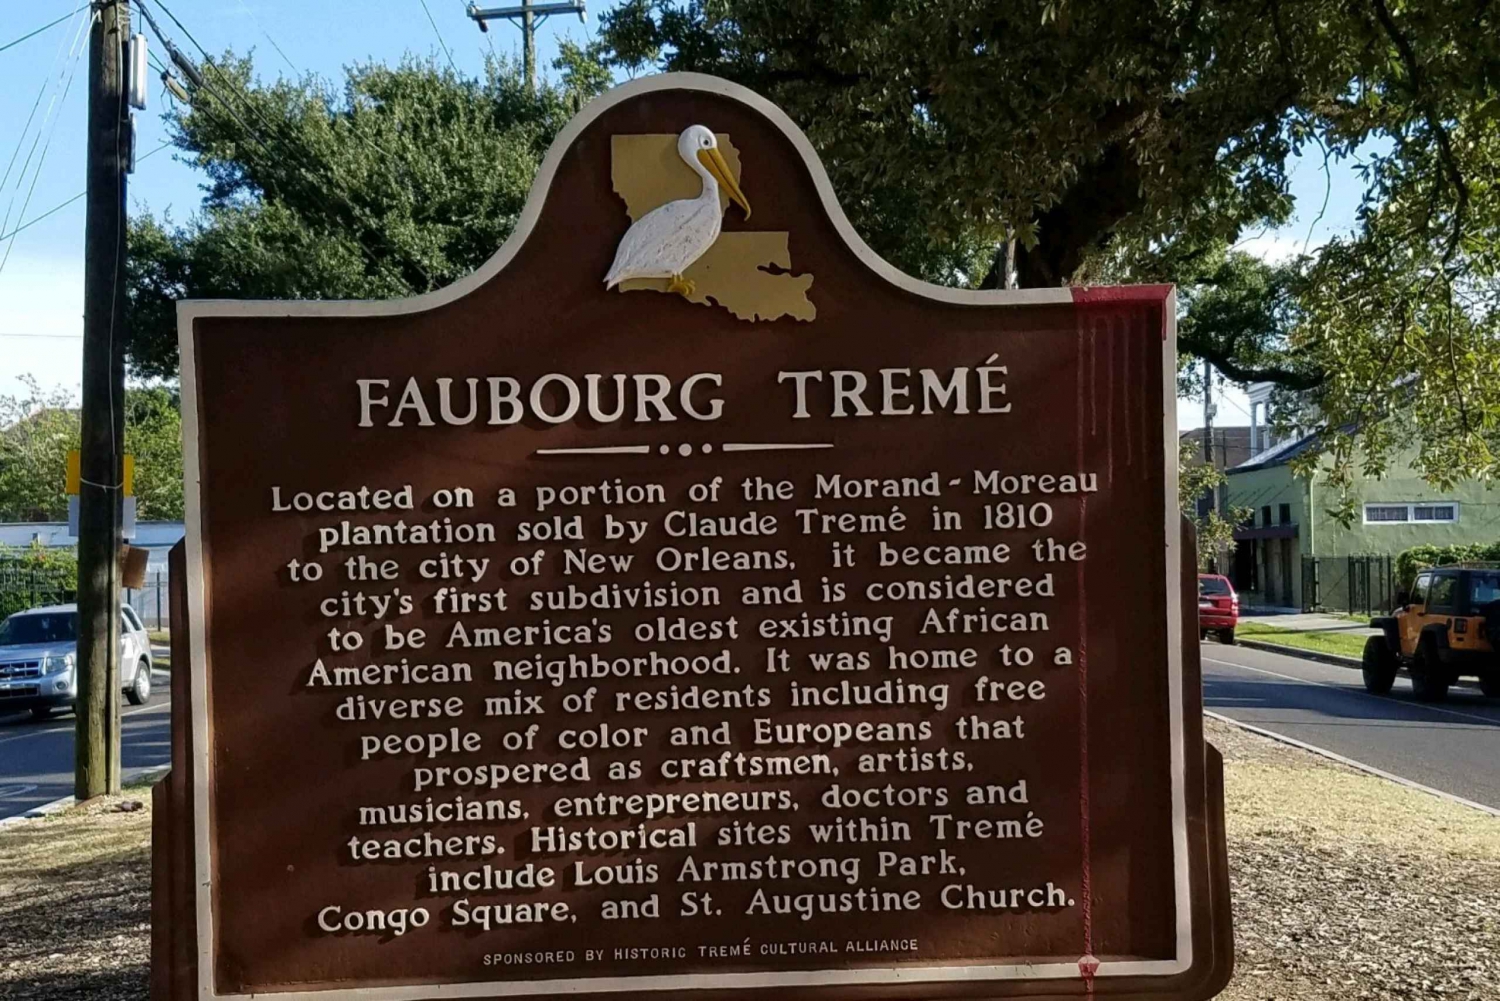 FAUBOURG TREMÉ
Located on a portion of the Morand-Moreau
plantation sold by Claude Tremé in 1810
to the city of New Orleans, it became the
city's first subdivision and is considered
to be America's oldest existing African
American neighborhood. It was home to a
diverse mix of residents including free
people of color and Europeans that
prospered as craftsmen, artists,
musicians, entrepreneurs, doctors and
teachers. Historical sites within Tremé
include Louis Armstrong Park,
Congo Square, and St. Augustine Church.
SPONSORED BY HISTORIC TREMÉ CULTURAL ALLIANCE